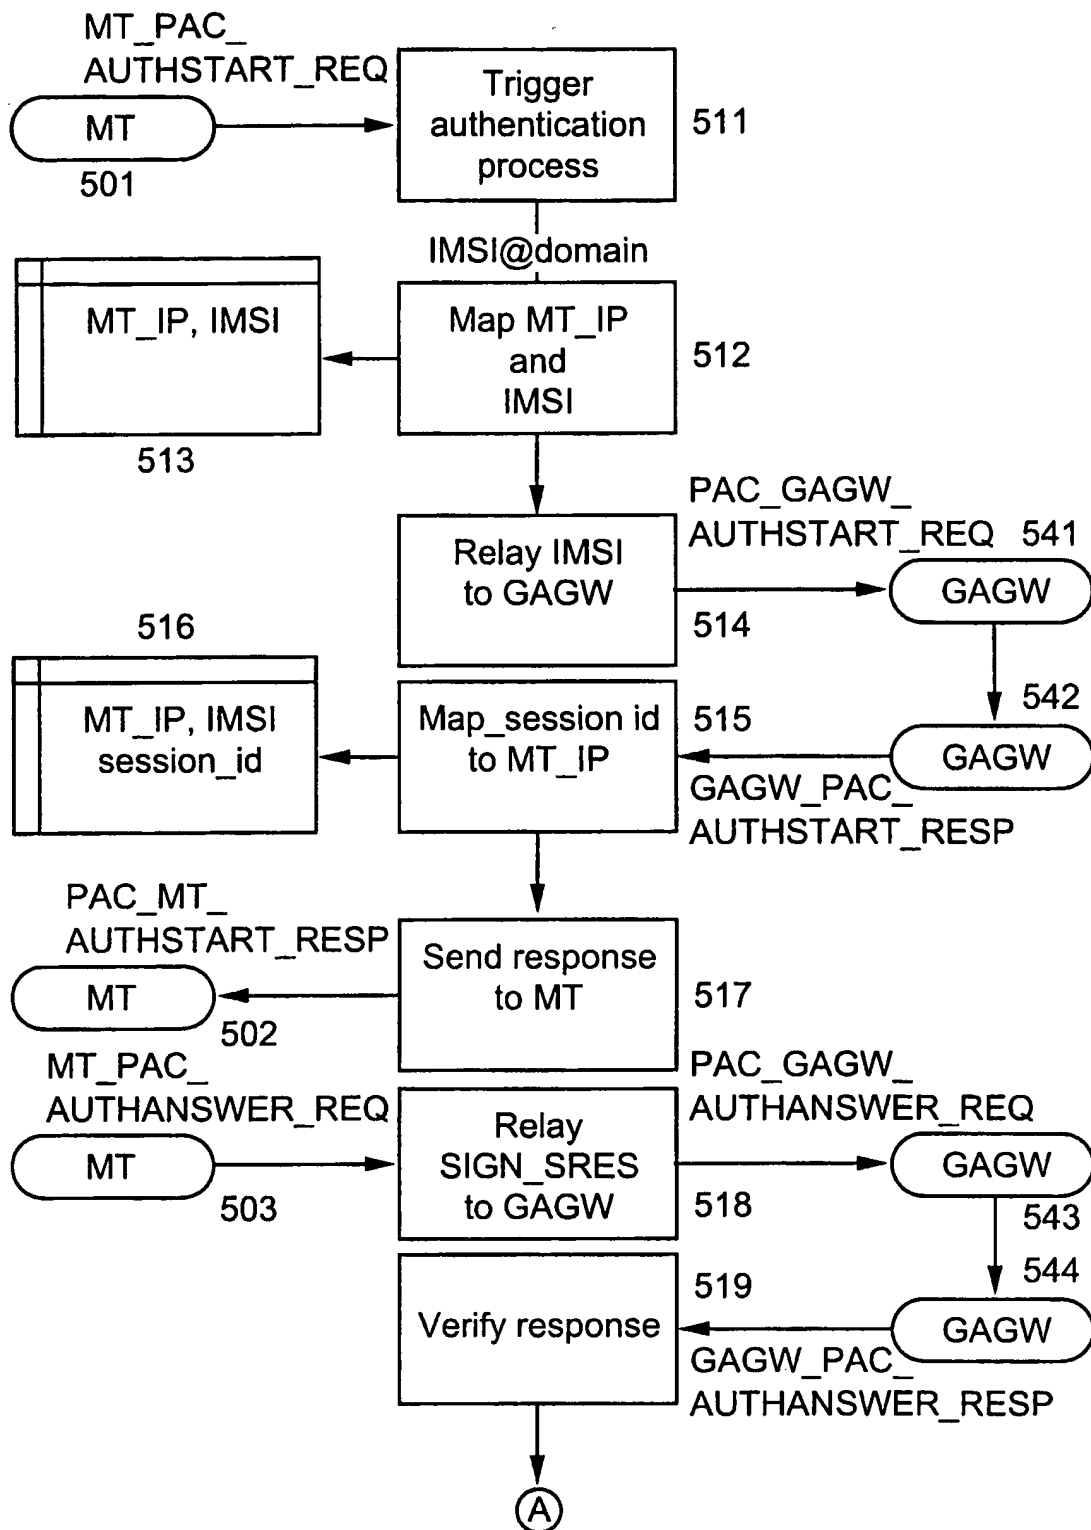 MT_PAC_
AUTHSTART_REQ
MT
501
Trigger
authentication
process
511
IMSI@domain
MT_IP, IMSI
513
Map MT_IP
and
IMSI
512
PAC_GAGW_
AUTHSTART_REQ 541
Relay IMSI
to GAGW
514
GAGW
516
MT_IP, IMSI
session_id
Map_session id
to MT_IP
515
542
GAGW
GAGW_PAC_
AUTHSTART_RESP
PAC_MT_
AUTHSTART_RESP
MT
502
Send response
to MT
517
MT_PAC_
AUTHANSWER_REQ
MT
503
Relay
SIGN_SRES
to GAGW
PAC_GAGW_
AUTHANSWER_REQ
518
GAGW
543
544
Verify response
519
GAGW
GAGW_PAC_
AUTHANSWER_RESP
A